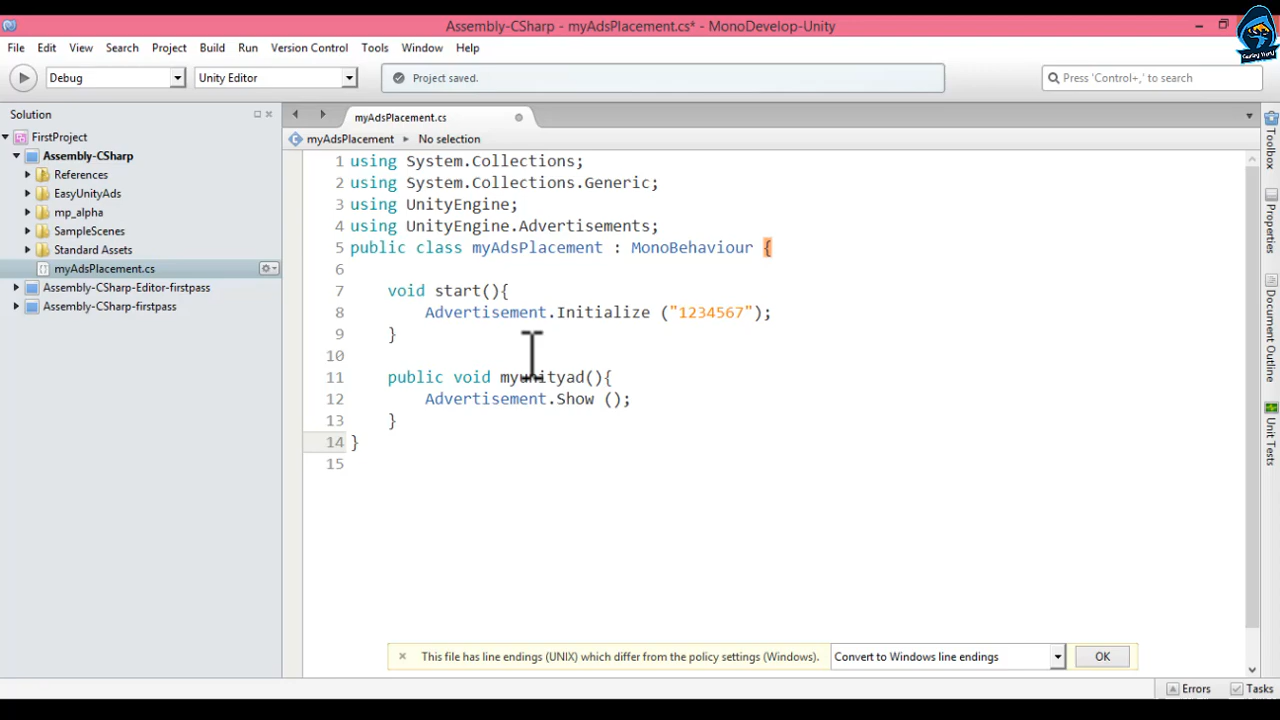 Assembly-CSharp - myAdsPlacement.cs* - MonoDevelop-Unity
File Edit View Search Project Build Run Version Control Tools Window Help
Debug
Unity Editor
Project saved.
Press 'Control+,' to search
Solution
FirstProject
Assembly-CSharp
References
EasyUnityAds
mp_alpha
SampleScenes
Standard Assets
myAdsPlacement.cs
Assembly-CSharp-Editor-firstpass
Assembly-CSharp-firstpass
myAdsPlacement.cs
myAdsPlacement No selection
1 using System.Collections;
2 using System.Collections.Generic;
3 using UnityEngine;
4 using UnityEngine.Advertisements;
5 public class myAdsPlacement : MonoBehaviour {
6
7 void start(){
8 Advertisement.Initialize ("1234567");
9 }
10
11 public void myunityad(){
12 Advertisement.Show ();
13 }
14 }
15
This file has line endings (UNIX) which differ from the policy settings (Windows).
Convert to Windows line endings
OK
Toolbox
Properties
Document Outline
Unit Tests
Errors
Tasks